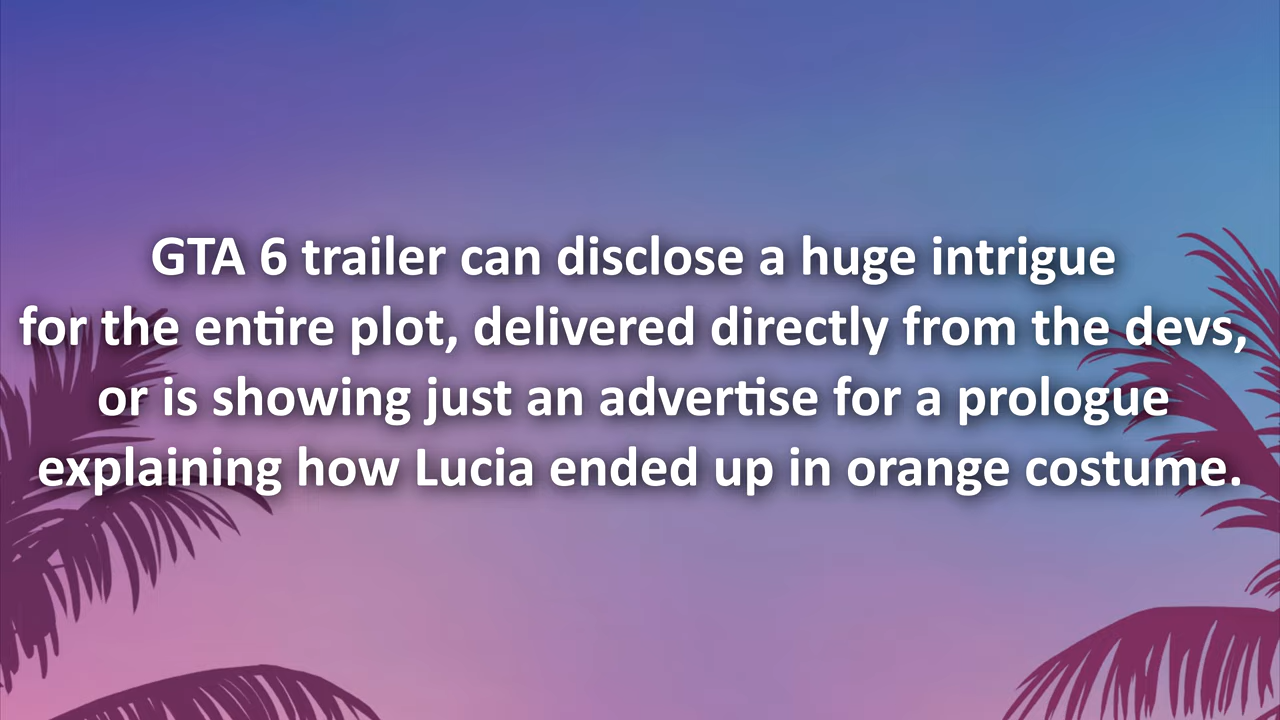 GTA 6 trailer can disclose a huge intrigue
for the entire plot, delivered directly from the devs,
or is showing just an advertise for a prologue
explaining how Lucia ended up in orange costume.